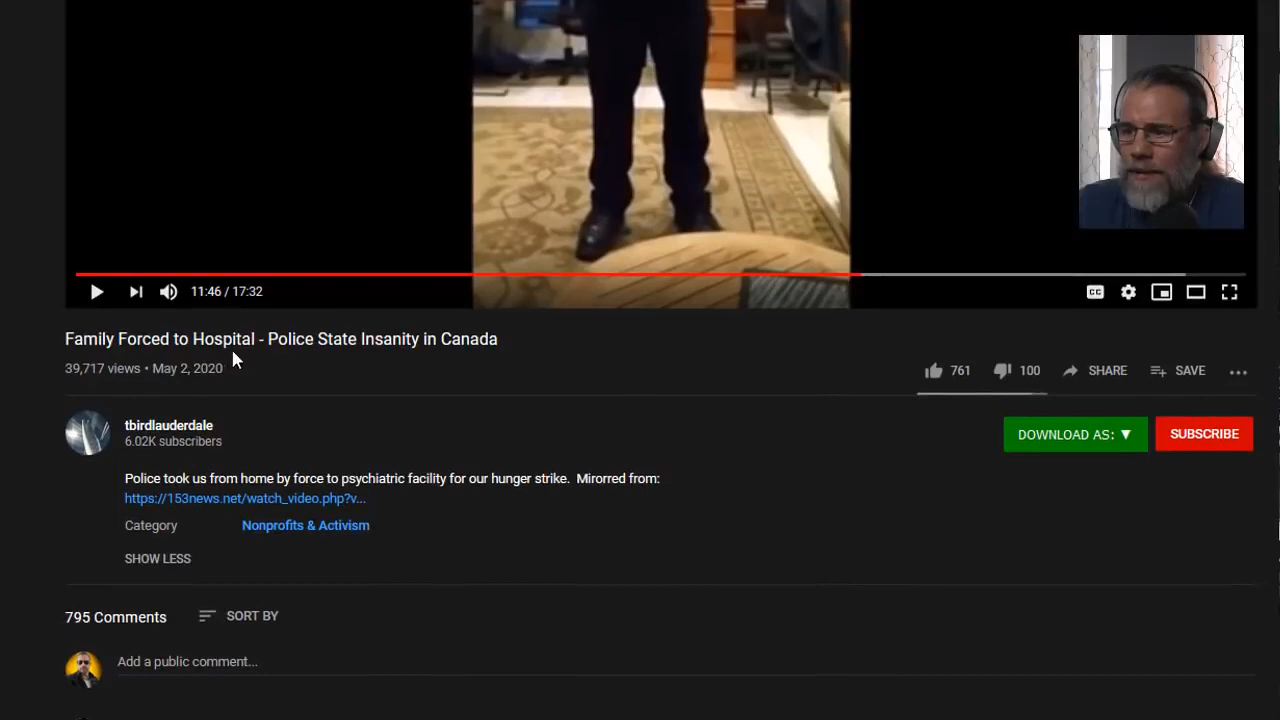 11:46 / 17:32
CC
Family Forced to Hospital - Police State Insanity in Canada
39,717 views • May 2, 2020
761
100
SHARE
SAVE
tbirdlauderdale
6.02K subscribers
DOWNLOAD AS: ▼
SUBSCRIBE
Police took us from home by force to psychiatric facility for our hunger strike. Mirorred from:
https://153news.net/watch_video.php?v...
Category Nonprofits & Activism
SHOW LESS
795 Comments
SORT BY
Add a public comment...